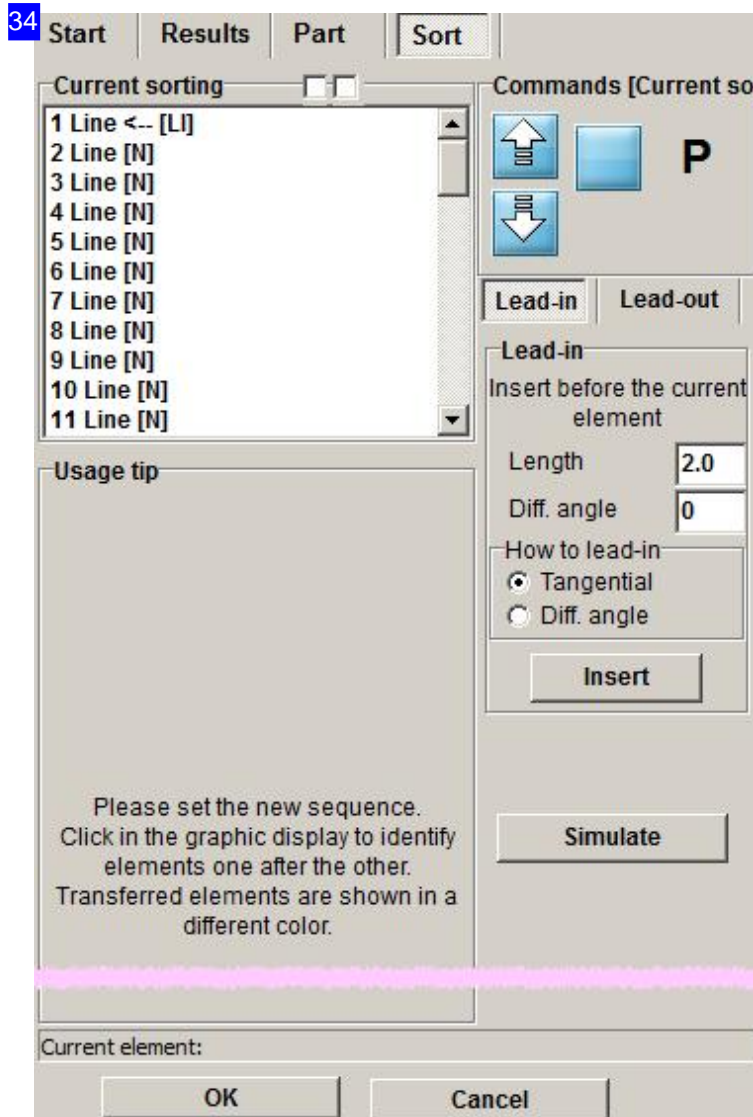 34
Start Results Part Sort
Current sorting
1 Line <-- [LI]
2 Line [N]
3 Line [N]
4 Line [N]
5 Line [N]
6 Line [N]
7 Line [N]
8 Line [N]
9 Line [N]
10 Line [N]
11 Line [N]
Commands [Current so
P
Lead-in Lead-out
Lead-in
Insert before the current
element
Length 2.0
Diff. angle 0
How to lead-in
Tangential
Diff. angle
Insert
Usage tip
Please set the new sequence.
Click in the graphic display to identify
elements one after the other.
Transferred elements are shown in a
different color.
Simulate
Current element:
OK Cancel